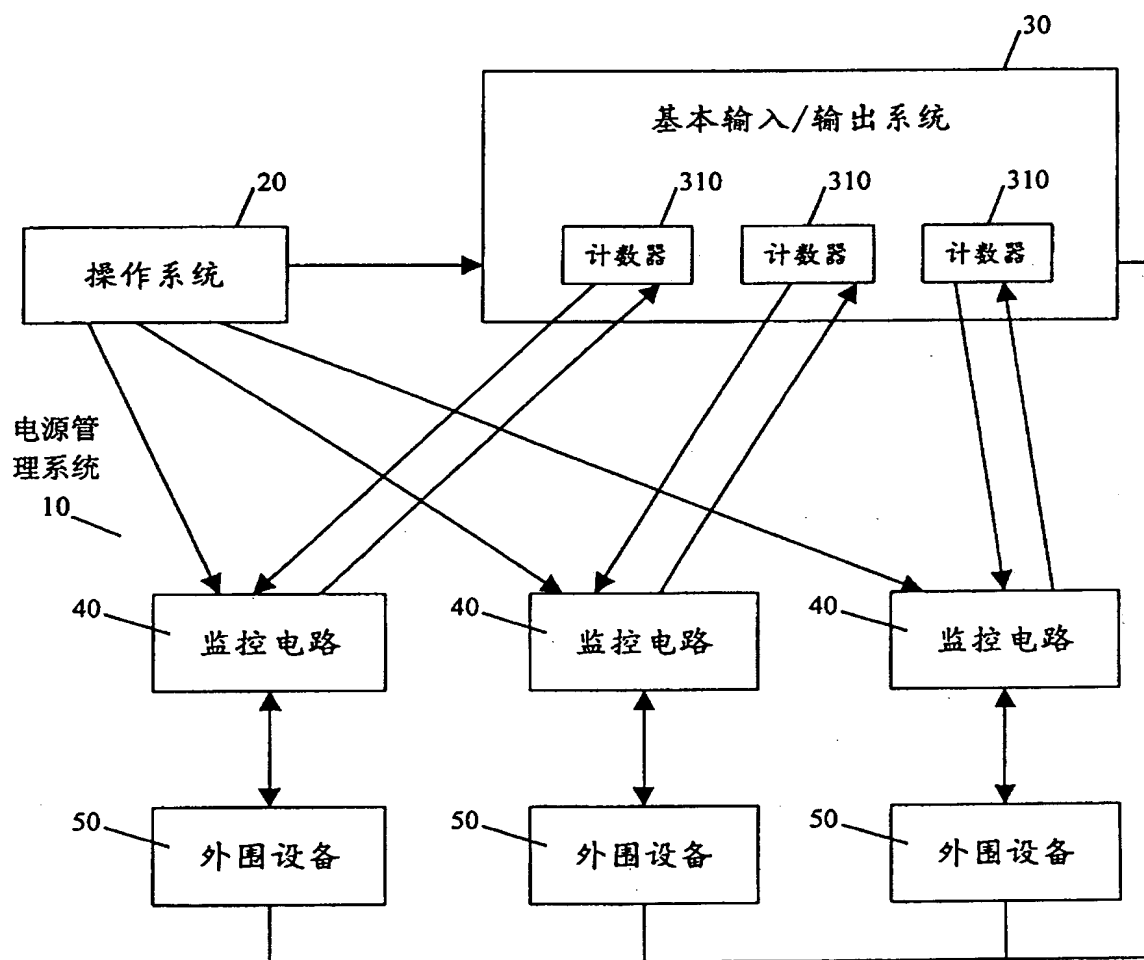 30
基本输入/输出系统
20
310
310
310
操作系统
计数器
计数器
计数器
电源管
理系统
10
40
监控电路
40
监控电路
40
监控电路
50
外围设备
50
外围设备
50
外围设备